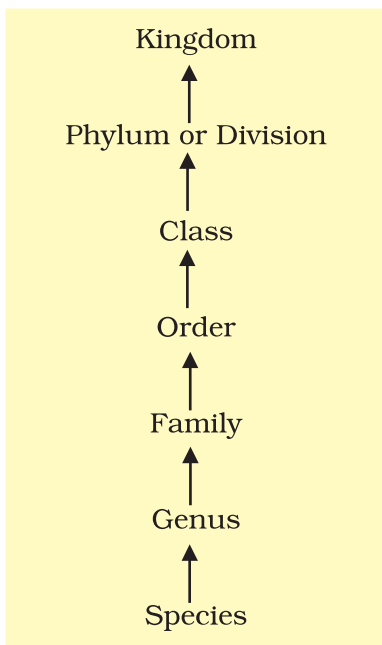 Kingdom
Phylum or Division
Class
Order
Family
Genus
Species